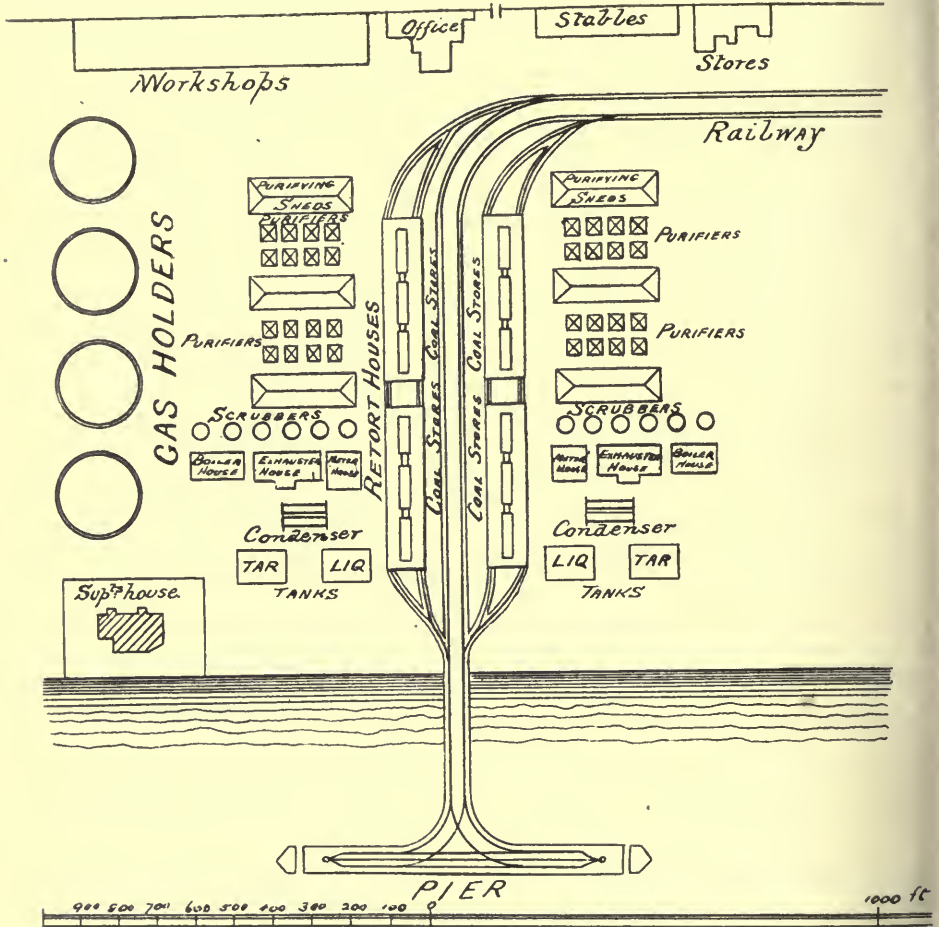 Office
Stables
Workshops
Stores
Railway
PURIFYING
SHEDS
PURIFIERS
PURIFYING
SHEDS
PURIFIERS
GAS HOLDERS
PURIFIERS
PURIFIERS
RETORT HOUSES
COAL STORES
COAL STORES
COAL STORES
COAL STORES
SCRUBBERS
SCRUBBERS
BOILER
HOUSE
EXHAUSTER
HOUSE
METER
HOUSE
METER
HOUSE
EXHAUSTER
HOUSE
BOILER
HOUSE
Condenser
Condenser
TAR
LIQ
LIQ
TAR
TANKS
TANKS
Supt's house
PIER
900 800 700 600 500 400 300 200 100 0 1000 ft